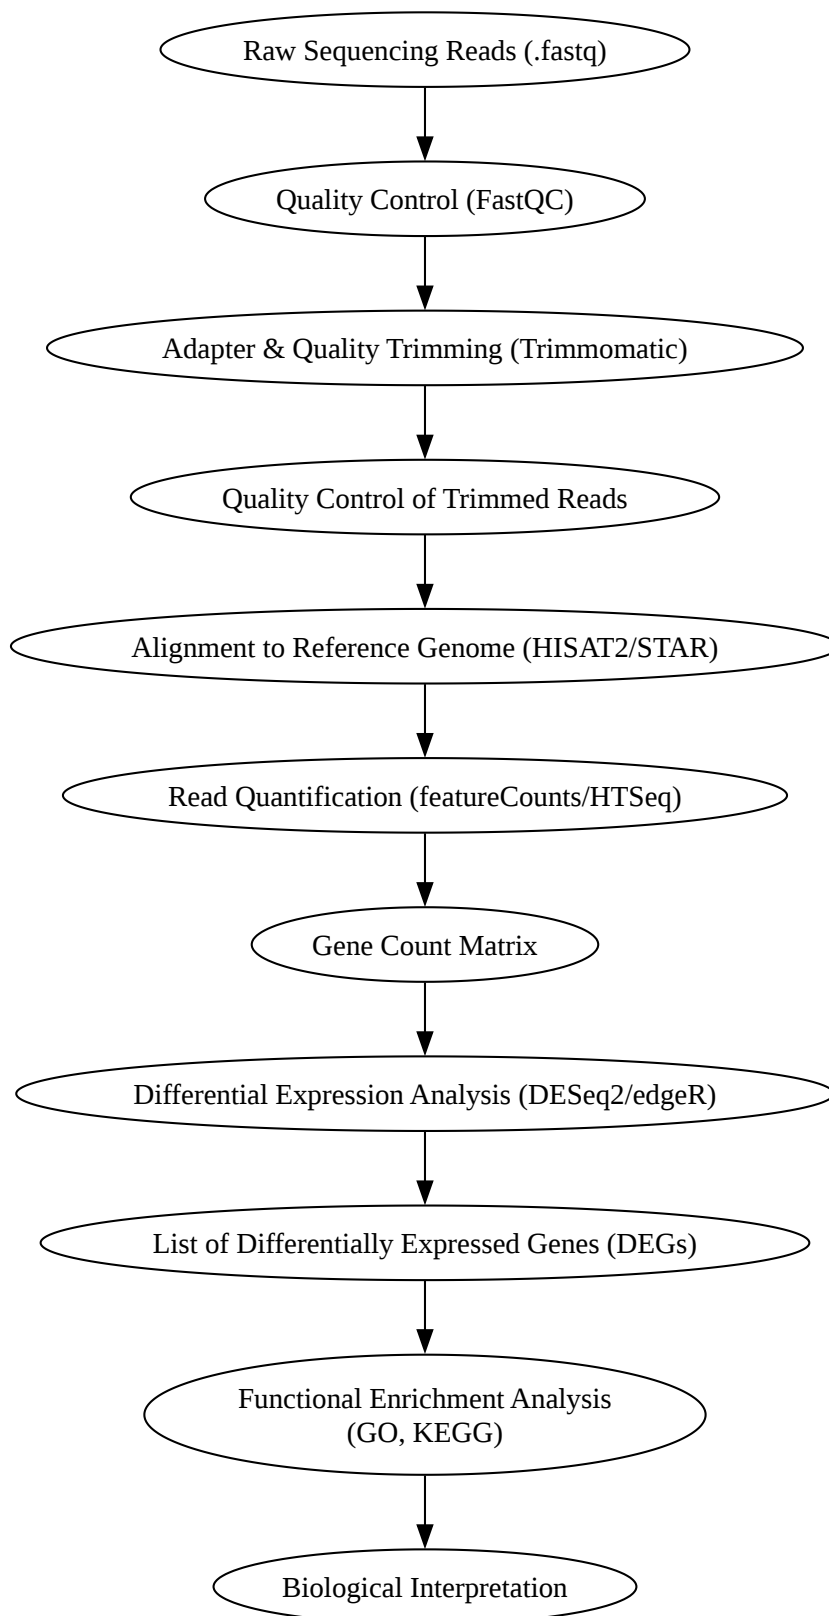 Raw Sequencing Reads (.fastq)
Quality Control (FastQC)
Adapter & Quality Trimming (Trimmomatic)
Quality Control of Trimmed Reads
Alignment to Reference Genome (HISAT2/STAR)
Read Quantification (featureCounts/HTSeq)
Gene Count Matrix
Differential Expression Analysis (DESeq2/edgeR)
List of Differentially Expressed Genes (DEGs)
Functional Enrichment Analysis
(GO, KEGG)
Biological Interpretation